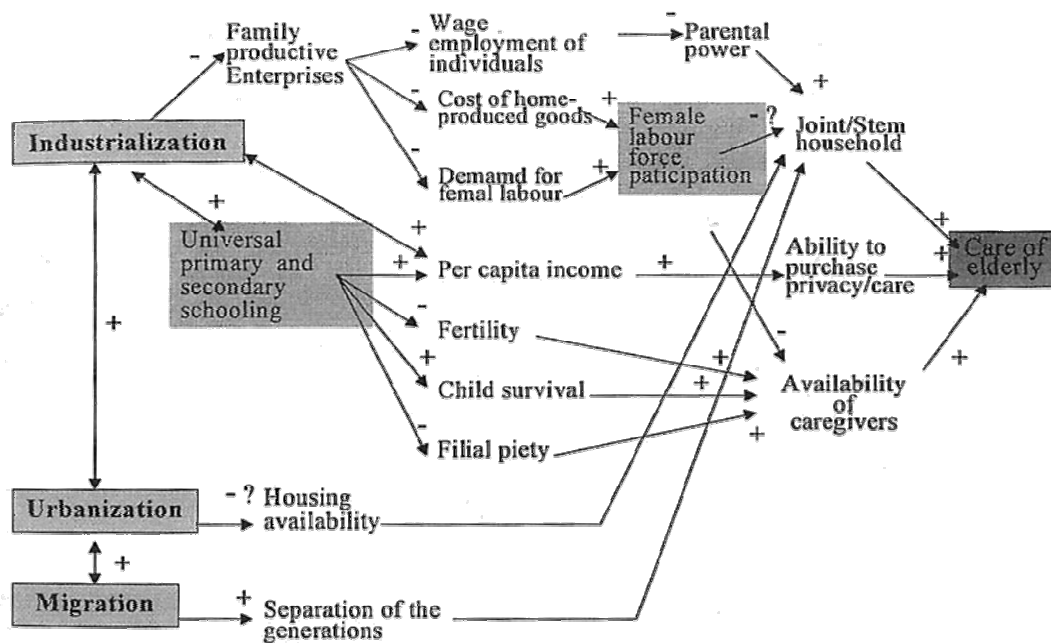 Family
productive
Enterprises
-
-
Wage
employment of
individuals
-
Parental
power
+
-
Cost of home-
produced goods
+
Female
labour
force
paticipation
- ?
Joint/Stem
household
Industrialization
-
Demamd for
femal labour
+
+
Universal
primary and
secondary
schooling
+
+
Per capita income
+
Ability to
purchase
privacy/care
+
+
Care of
elderly
-
Fertility
+
-
+
Child survival
+
Availability
of
caregivers
+
-
Filial piety
+
+
Urbanization
- ?
Housing
availability
+
Migration
+
Separation of the
generations